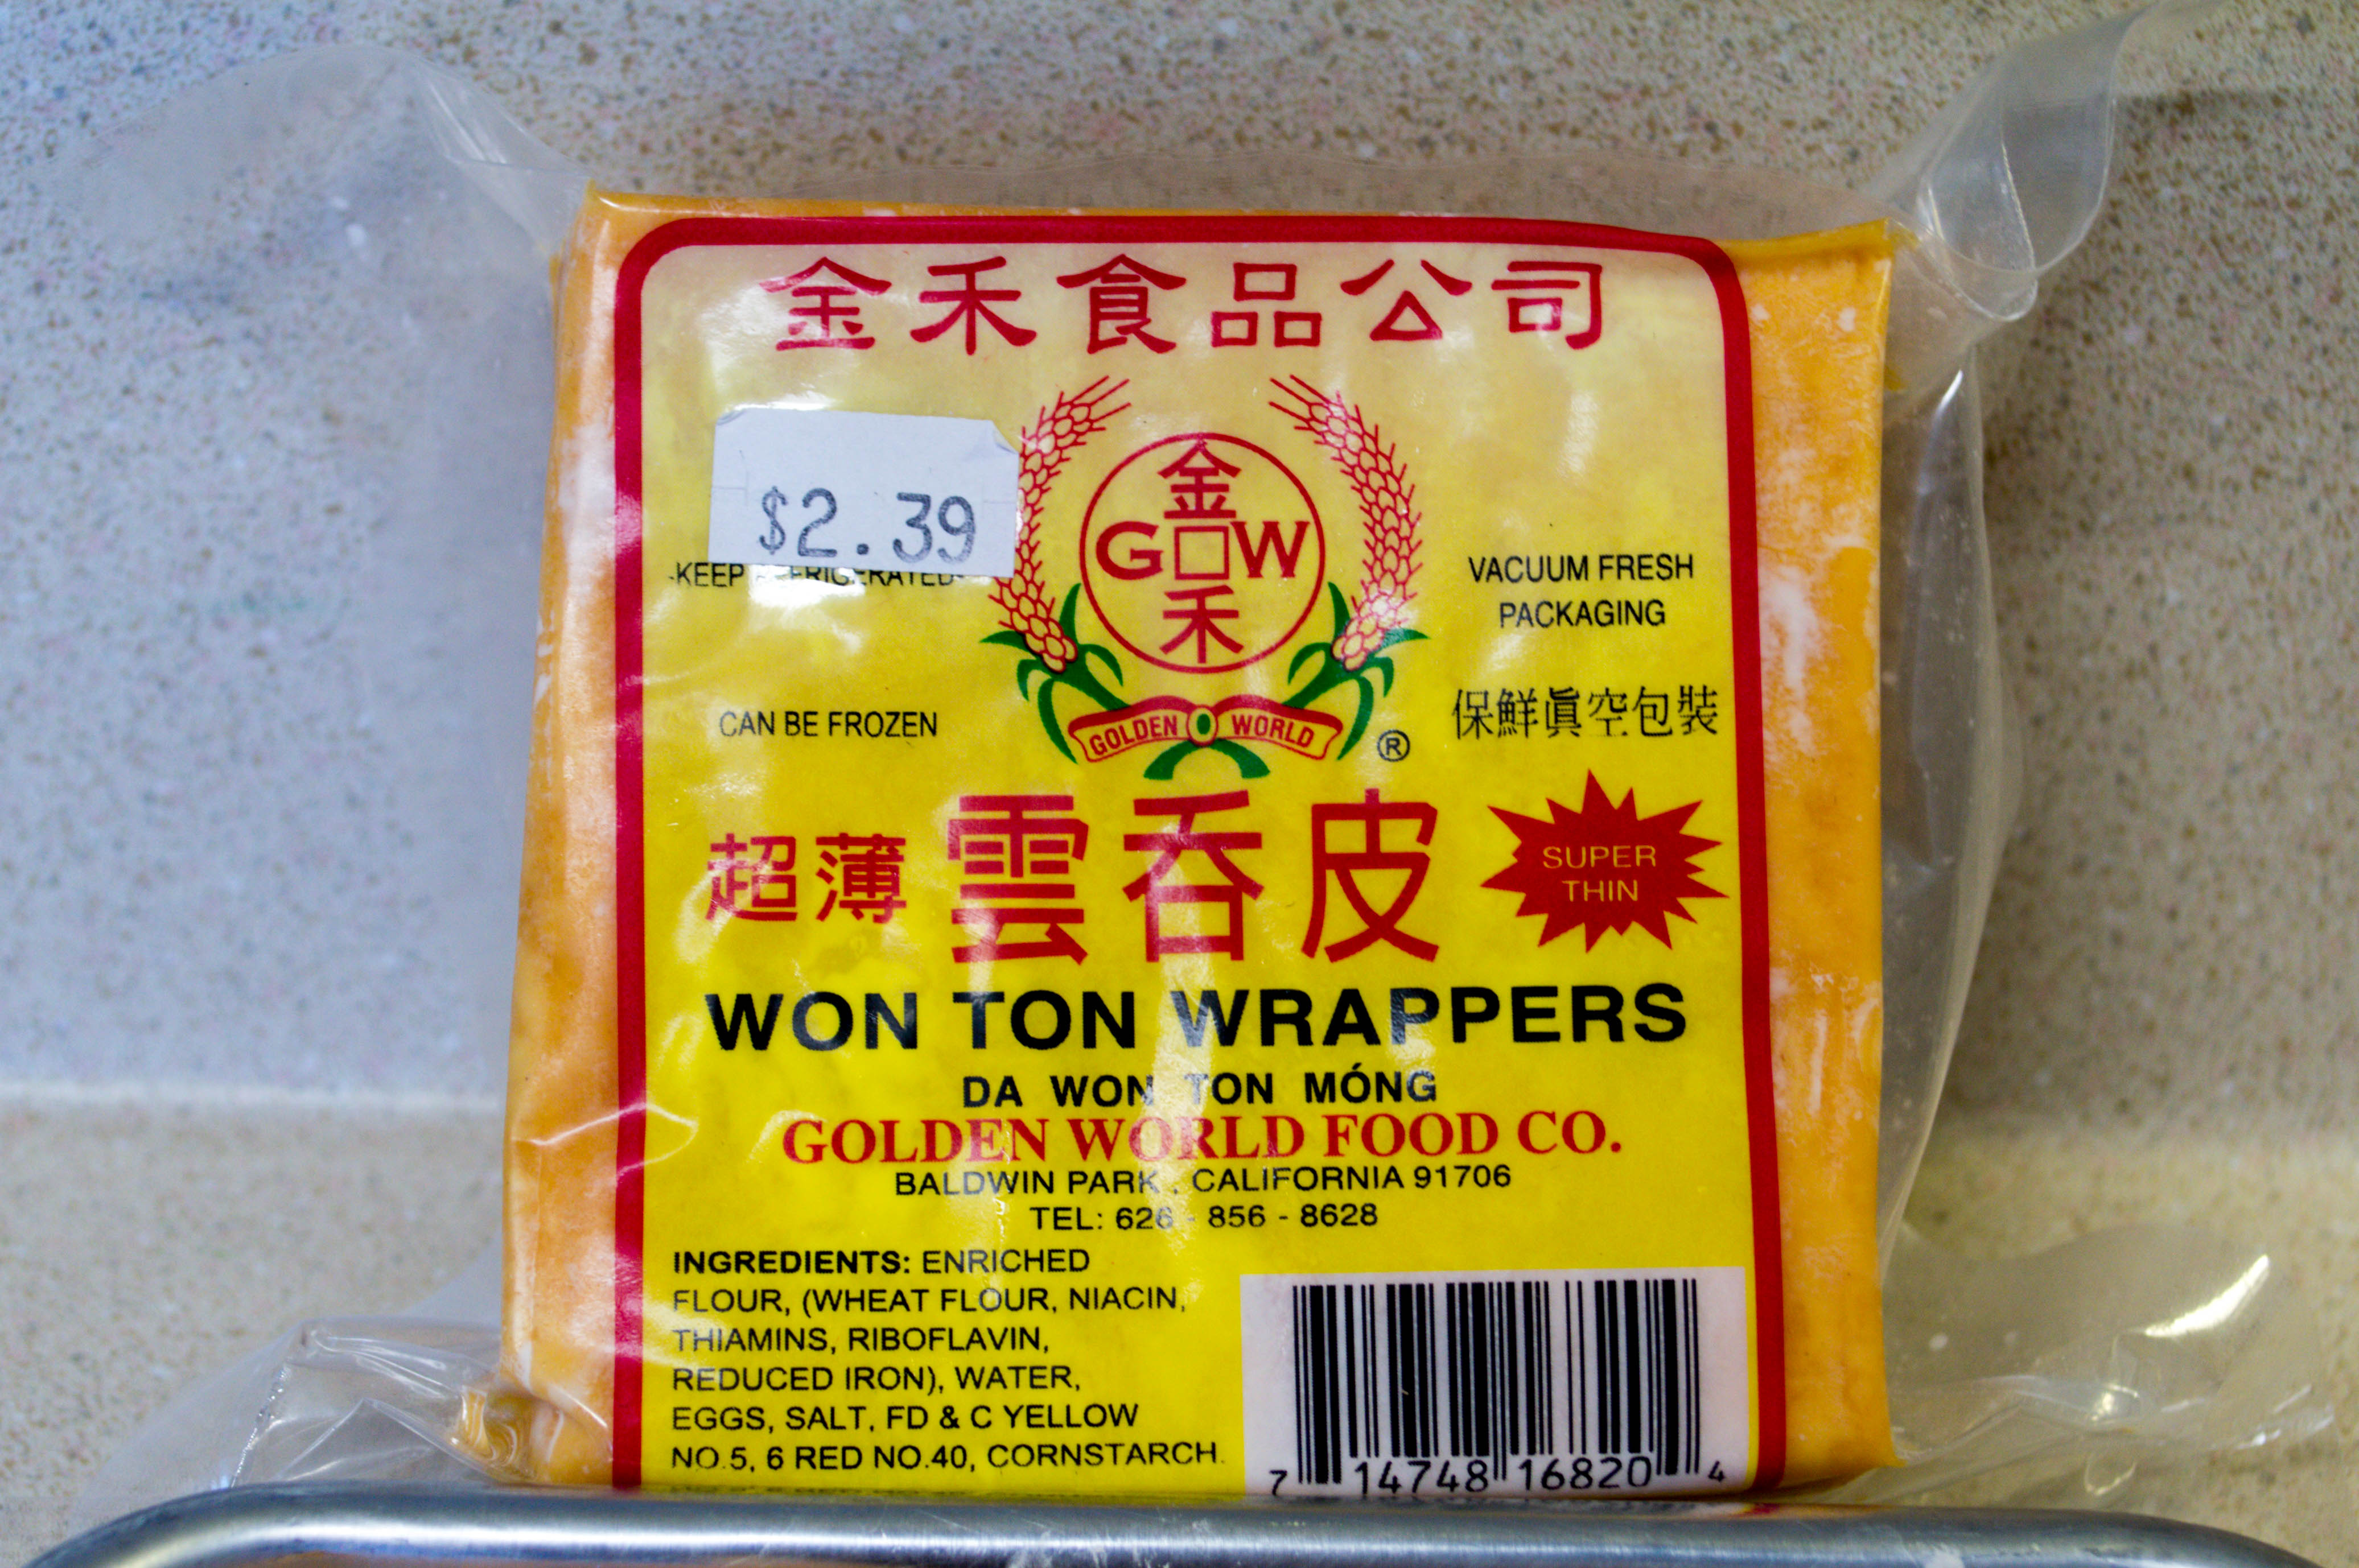 金禾食品公司
$2.39
-KEEP REFRIGERATED-
金
G W
禾
GOLDEN WORLD
®
VACUUM FRESH
PACKAGING
CAN BE FROZEN
保鮮眞空包裝
超薄 雲吞皮
SUPER
THIN
WON TON WRAPPERS
DA WON TON MÓNG
GOLDEN WORLD FOOD CO.
BALDWIN PARK , CALIFORNIA 91706
TEL: 626 - 856 - 8628
INGREDIENTS: ENRICHED
FLOUR, (WHEAT FLOUR, NIACIN,
THIAMINS, RIBOFLAVIN,
REDUCED IRON), WATER,
EGGS, SALT, FD & C YELLOW
NO.5, 6 RED NO.40, CORNSTARCH.
7 14748 16820 4